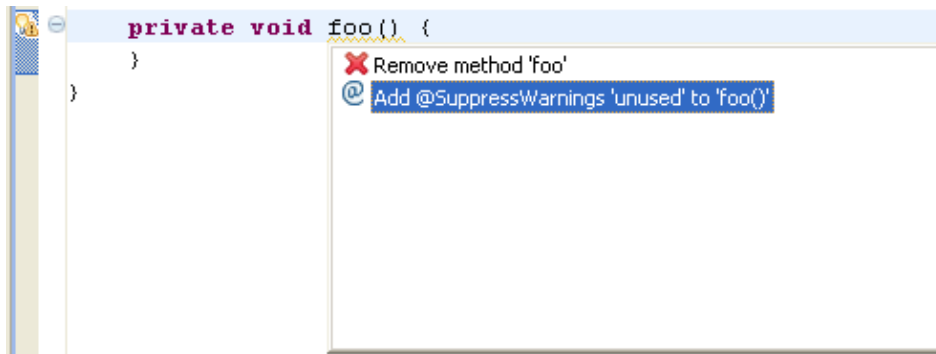 private void foo() {
}
Remove method 'foo'
@ Add @SuppressWarnings 'unused' to 'foo()'
}